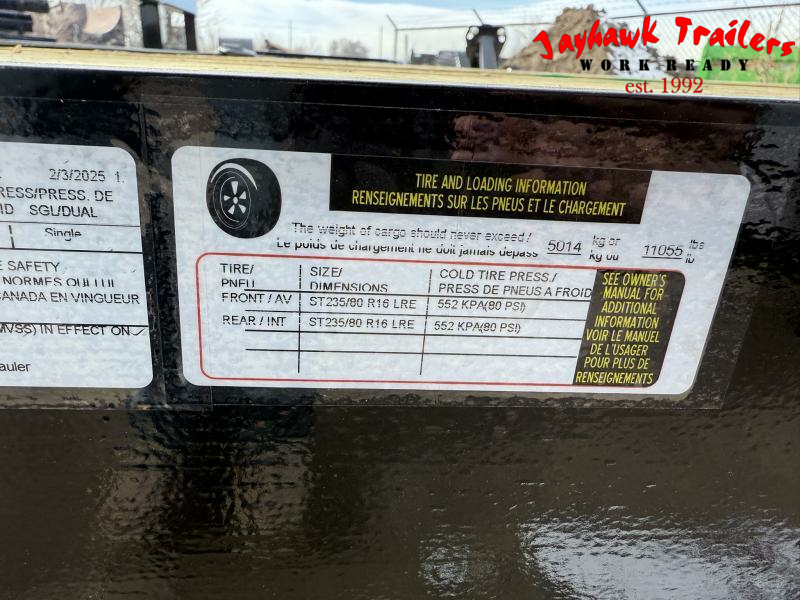 Jayhawk Trailers
WORK READY
est. 1992
2/3/2025 1.
RESS/PRESS. DE
ID SGL/DUAL
Single
E SAFETY
NORMES QUI LUI
CANADA EN VINGUEUR
MVSS) IN EFFECT ON
auler
TIRE AND LOADING INFORMATION
RENSEIGNEMENTS SUR LES PNEUS ET LE CHARGEMENT
The weight of cargo should never exceed /
Le poids de chargement ne doit jamais depass
5014 kg or 11055 lbs
kg ou lb
TIRE/ SIZE/ COLD TIRE PRESS./
PNEU DIMENSIONS PRESS DE PNEUS A FROID
FRONT / AV ST235/80 R16 LRE 552 KPA(80 PSI)
REAR / INT ST235/80 R16 LRE 552 KPA(80 PSI)
SEE OWNER'S
MANUAL FOR
ADDITIONAL
INFORMATION
VOIR LE MANUEL
DE L'USAGER
POUR PLUS DE
RENSEIGNEMENTS